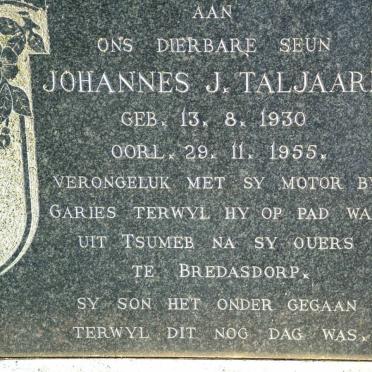 AAN
ONS DIERBARE SEUN
JOHANNES J. TALJAAR
GEB. 13. 8. 1930
OORL. 29. 11. 1955.
VERONGELUK MET SY MOTOR BY
GARIES TERWYL HY OP PAD WA
UIT TSUMEB NA SY OUERS
TE BREDASDORP.
SY SON HET ONDER GEGAAN
TERWYL DIT NOG DAG WAS.